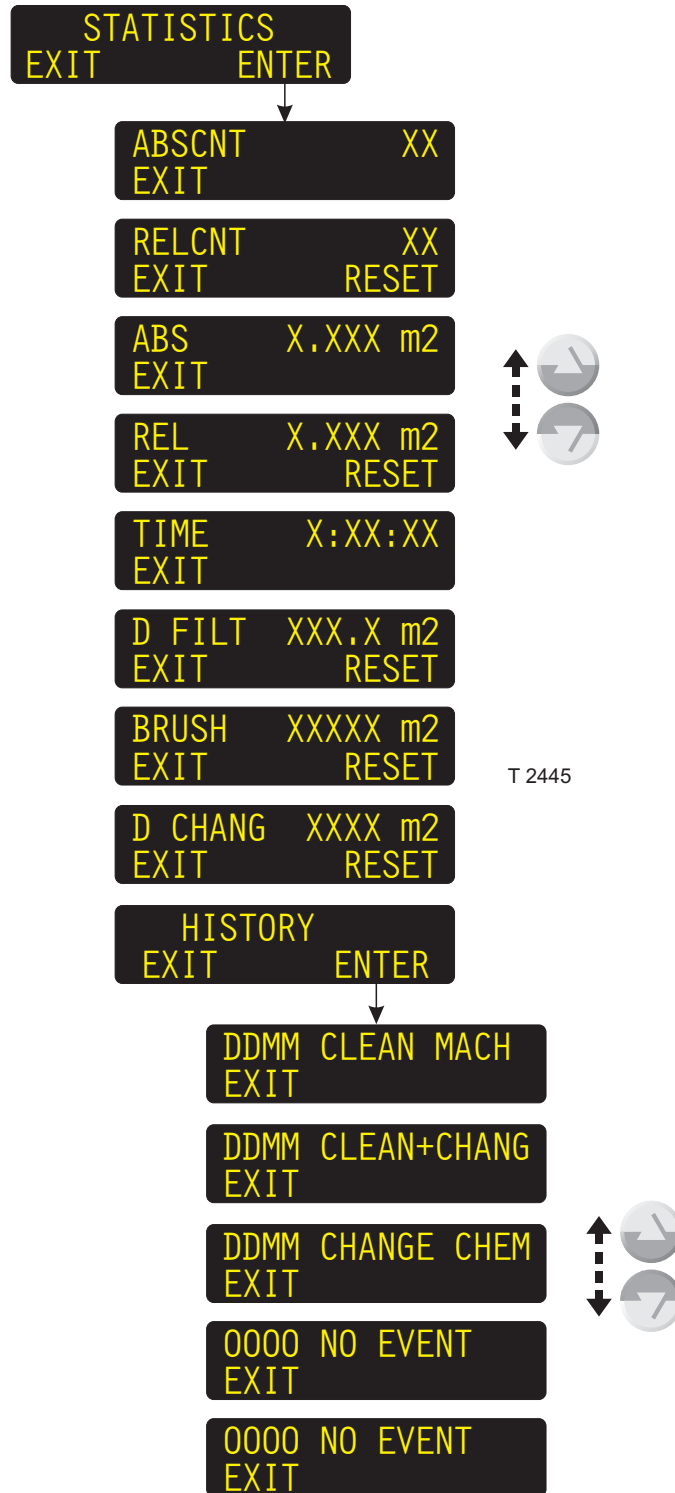 STATISTICS
EXIT ENTER
ABSCNT XX
EXIT
RELCNT XX
EXIT RESET
ABS X.XXX m2
EXIT
REL X.XXX m2
EXIT RESET
TIME X:XX:XX
EXIT
D FILT XXX.X m2
EXIT RESET
BRUSH XXXXX m2
EXIT RESET
T 2445
D CHANG XXXX m2
EXIT RESET
HISTORY
EXIT ENTER
DDMM CLEAN MACH
EXIT
DDMM CLEAN+CHANG
EXIT
DDMM CHANGE CHEM
EXIT
0000 NO EVENT
EXIT
0000 NO EVENT
EXIT